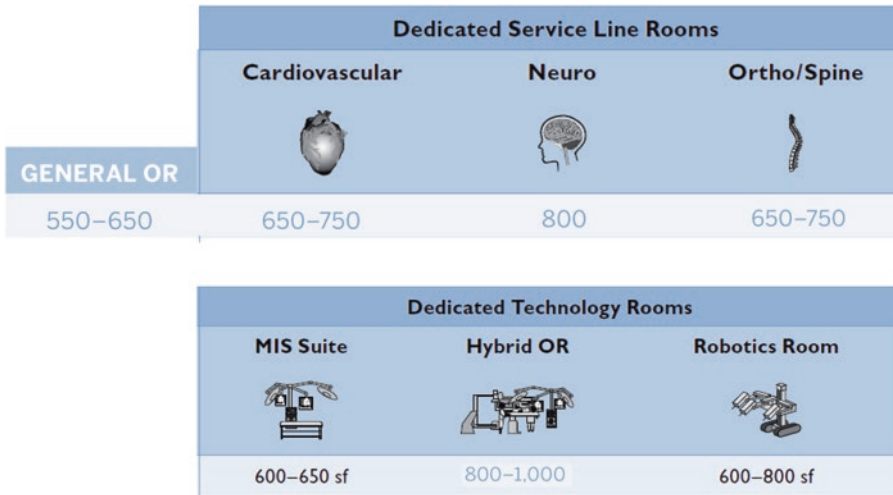 Dedicated Service Line Rooms
Cardiovascular Neuro Ortho/Spine
GENERAL OR
550–650 650–750 800 650–750
Dedicated Technology Rooms
MIS Suite Hybrid OR Robotics Room
600–650 sf 800–1,000 600–800 sf